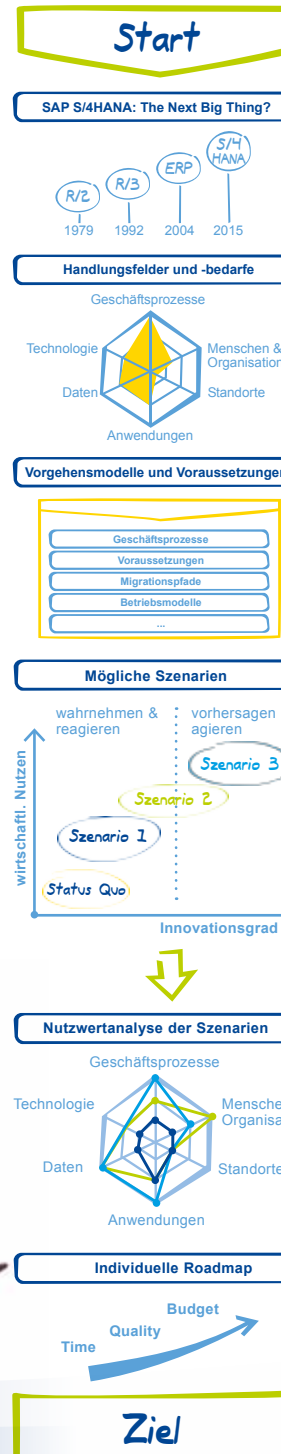 Start
SAP S/4HANA: The Next Big Thing?
R/2
R/3
ERP
S/4
HANA
1979
1992
2004
2015
Handlungsfelder und -bedarfe
Geschäftsprozesse
Technologie
Menschen &
Organisation
Daten
Standorte
Anwendungen
Vorgehensmodelle und Voraussetzungen
Geschäftsprozesse
Voraussetzungen
Migrationspfade
Betriebsmodelle
...
Mögliche Szenarien
wahrnehmen &
reagieren
vorhersagen
agieren
wirtschaftl. Nutzen
Szenario 3
Szenario 2
Szenario 1
Status Quo
Innovationsgrad
Nutzwertanalyse der Szenarien
Geschäftsprozesse
Technologie
Mensche
Organisa
Daten
Standorte
Anwendungen
Individuelle Roadmap
Budget
Quality
Time
Ziel